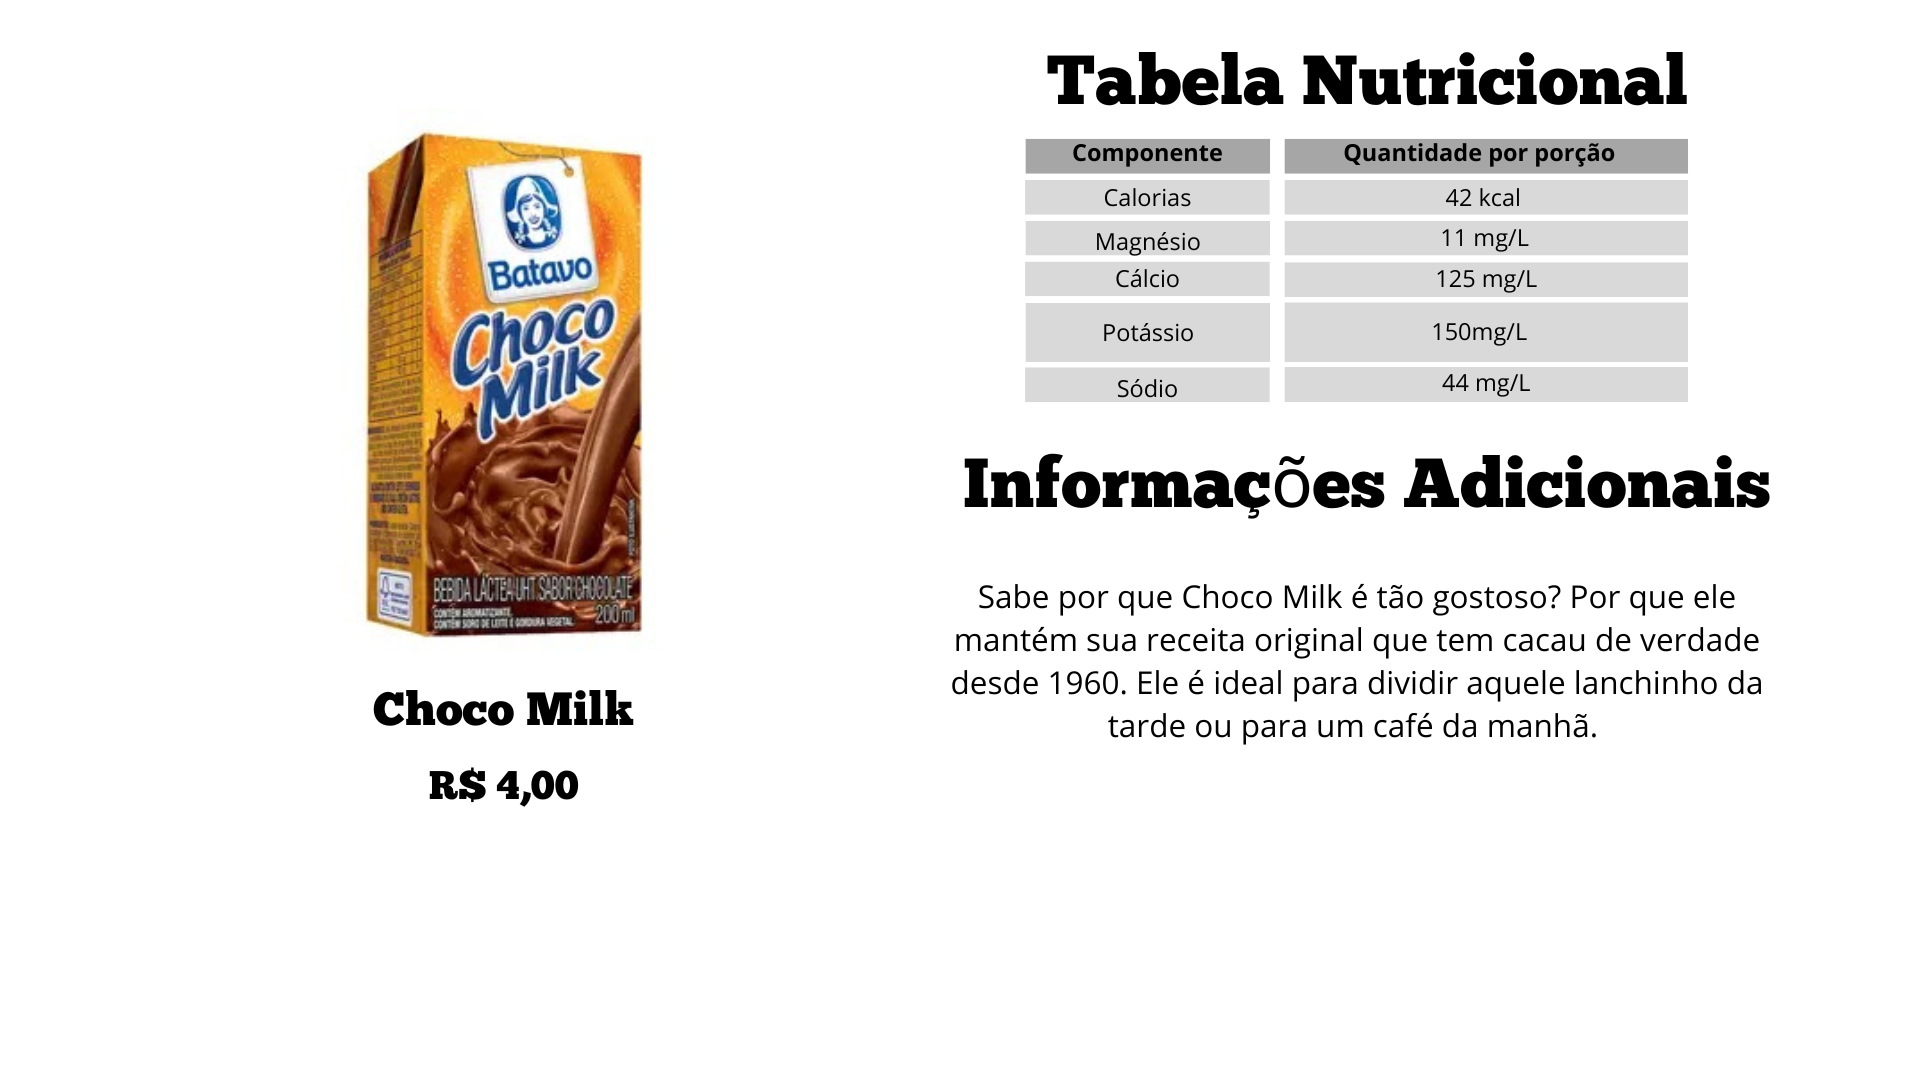 Batavo
Choco
Milk
BEBIDA LÁCTEA UHT SABOR CHOCOLATE
CONTÉM AROMATIZANTE.
CONTÉM SORO DE LEITE E GORDURA VEGETAL.
200 ml
Choco Milk
R$ 4,00
Tabela Nutricional
Componente Quantidade por porção
Calorias 42 kcal
Magnésio 11 mg/L
Cálcio 125 mg/L
Potássio 150mg/L
Sódio 44 mg/L
Informações Adicionais
Sabe por que Choco Milk é tão gostoso? Por que ele
mantém sua receita original que tem cacau de verdade
desde 1960. Ele é ideal para dividir aquele lanchinho da
tarde ou para um café da manhã.